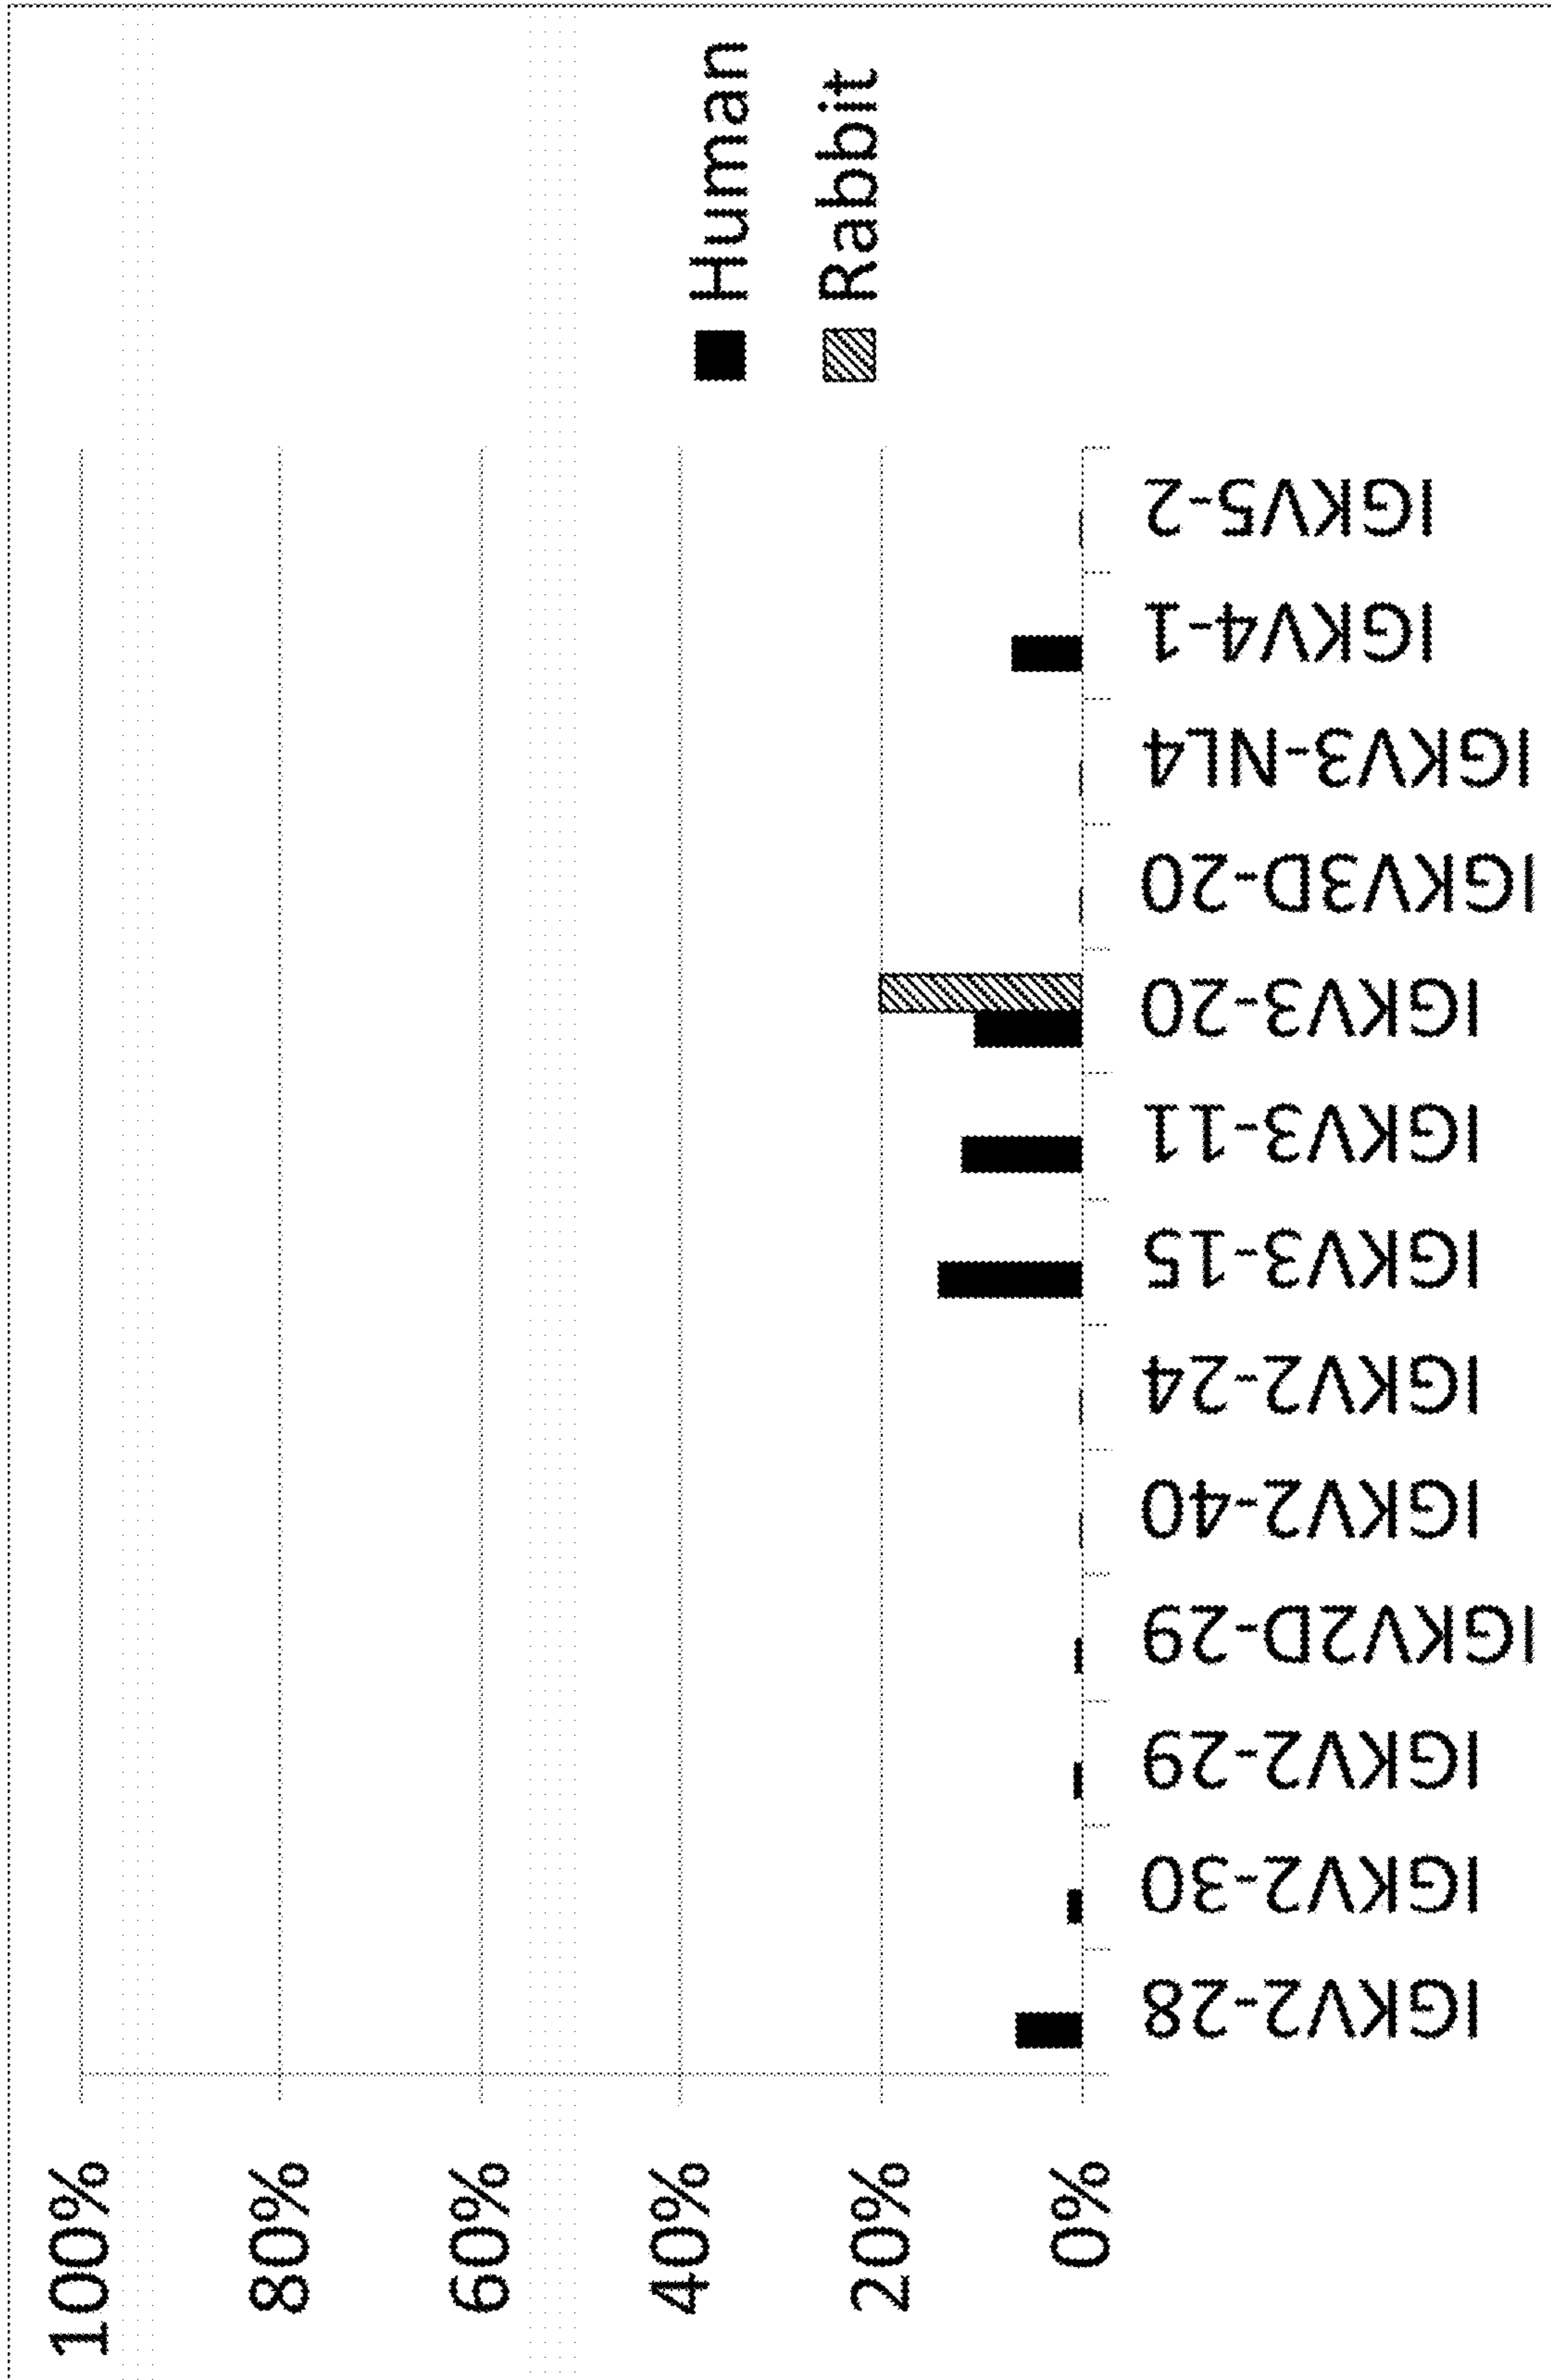 100%
80%
60%
40%
20%
0%
IGKV2-28
IGKV2-30
IGKV2-29
IGKV2D-29
IGKV2-40
IGKV2-24
IGKV3-15
IGKV3-11
IGKV3-20
IGKV3D-20
IGKV3-NL4
IGKV4-1
IGKV5-2
Human
Rabbit